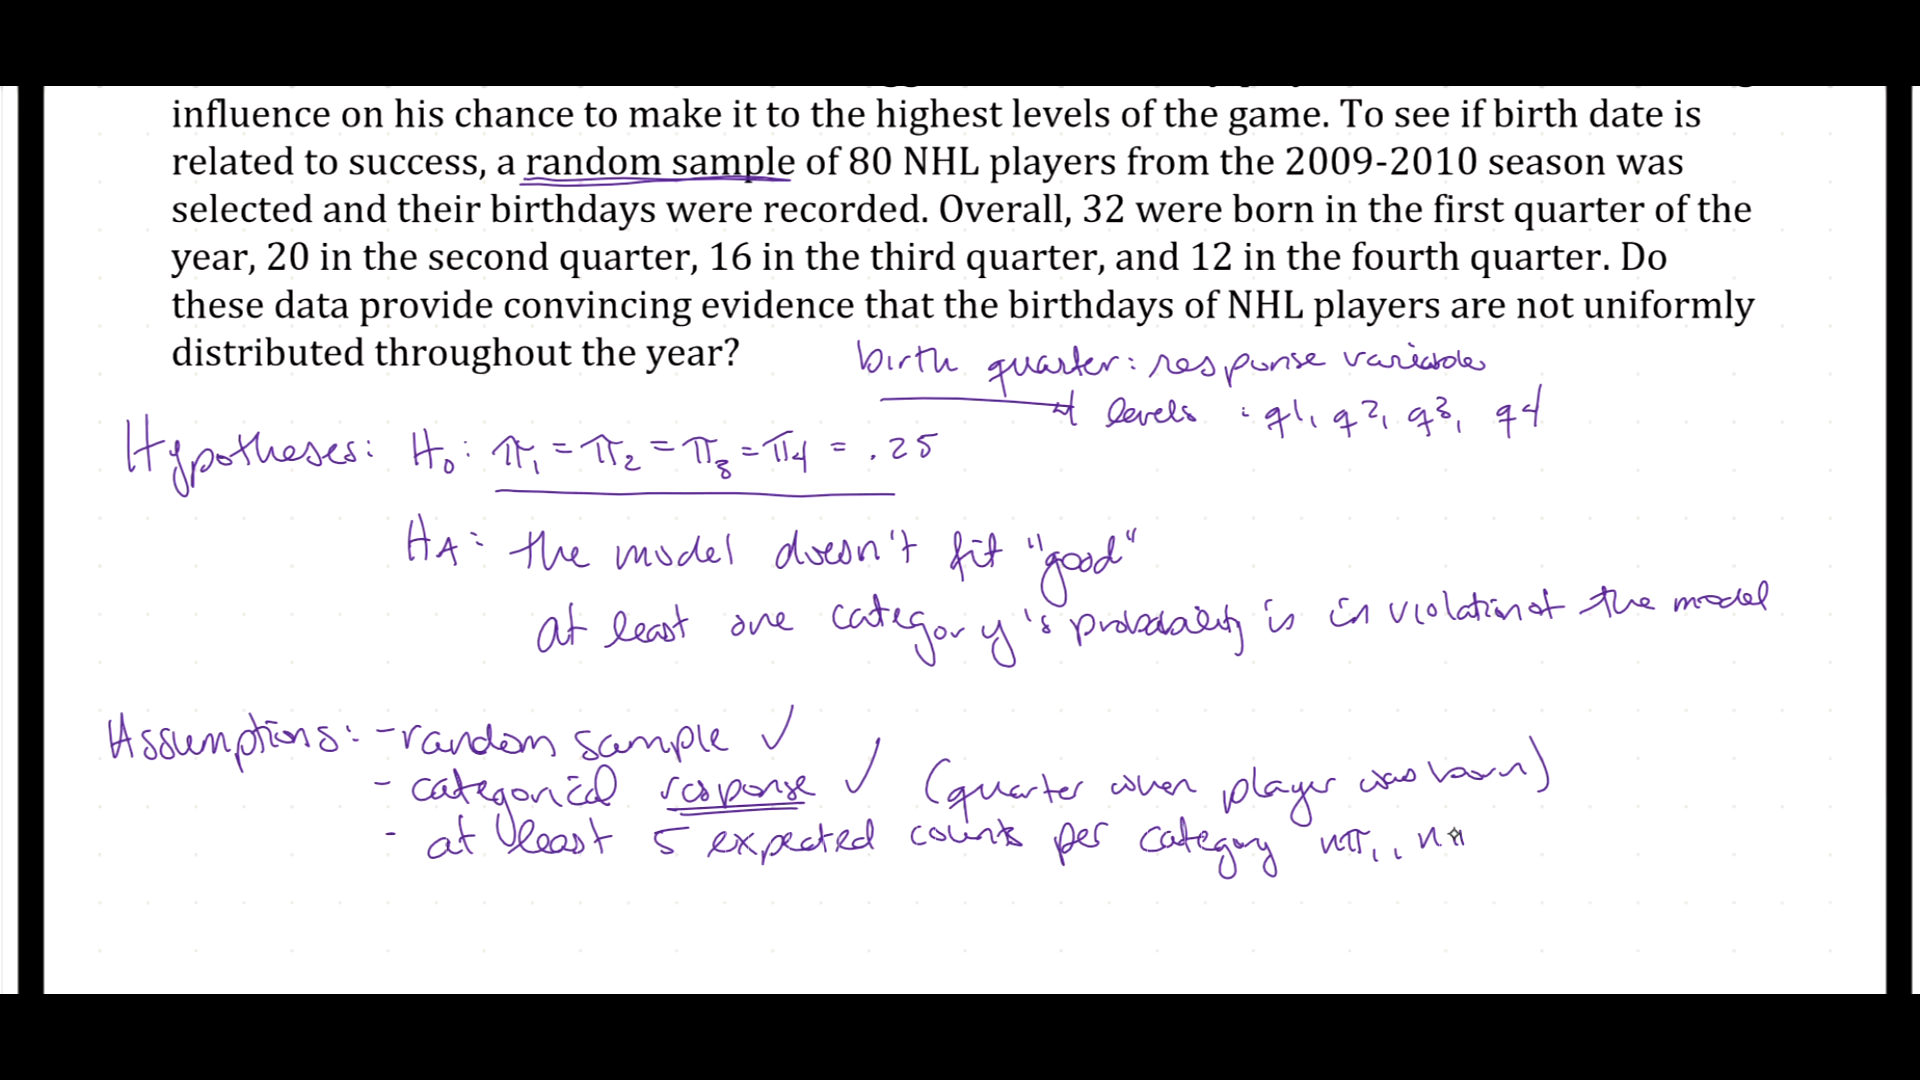 influence on his chance to make it to the highest levels of the game. To see if birth date is
related to success, a random sample of 80 NHL players from the 2009-2010 season was
selected and their birthdays were recorded. Overall, 32 were born in the first quarter of the
year, 20 in the second quarter, 16 in the third quarter, and 12 in the fourth quarter. Do
these data provide convincing evidence that the birthdays of NHL players are not uniformly
distributed throughout the year?
birth quarter: response variable
4 levels : q1, q2, q3, q4
Hypotheses: H₀: π₁ = π₂ = π₃ = π₄ = .25
H_A: the model doesn't fit "good"
at least one category's probability is in violation of the model
Assumptions: - random sample ✓
- categorical response ✓ (quarter when player was born)
- at least 5 expected counts per category nπ₁, n